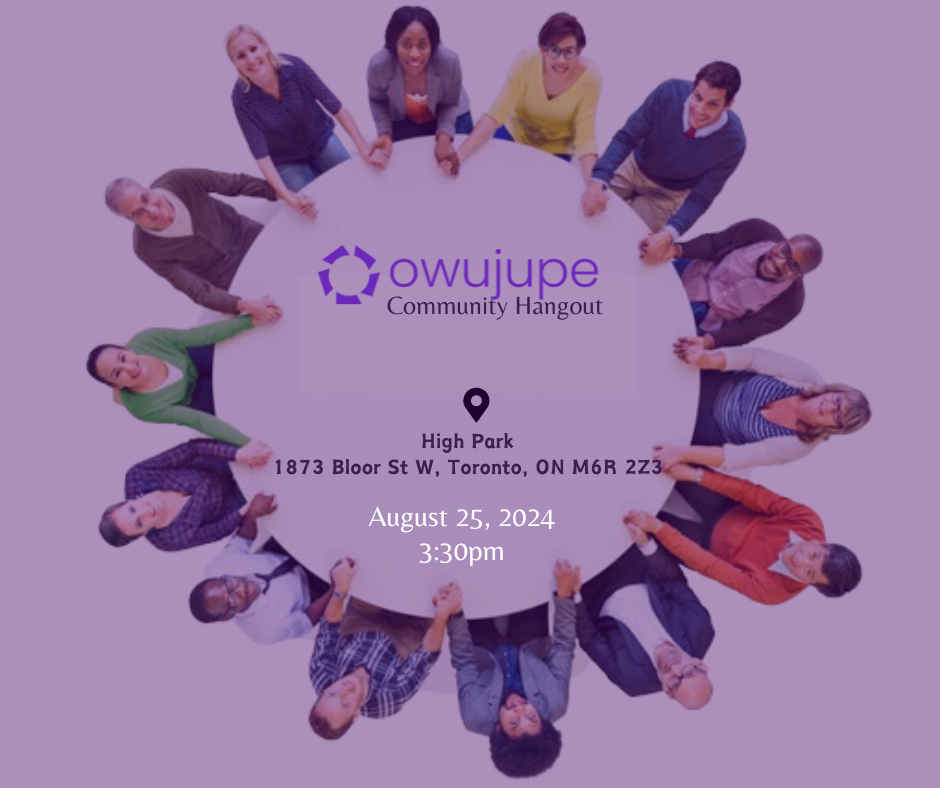 owujupe
Community Hangout
High Park
1873 Bloor St W, Toronto, ON M6R 2Z3
August 25, 2024
3:30pm